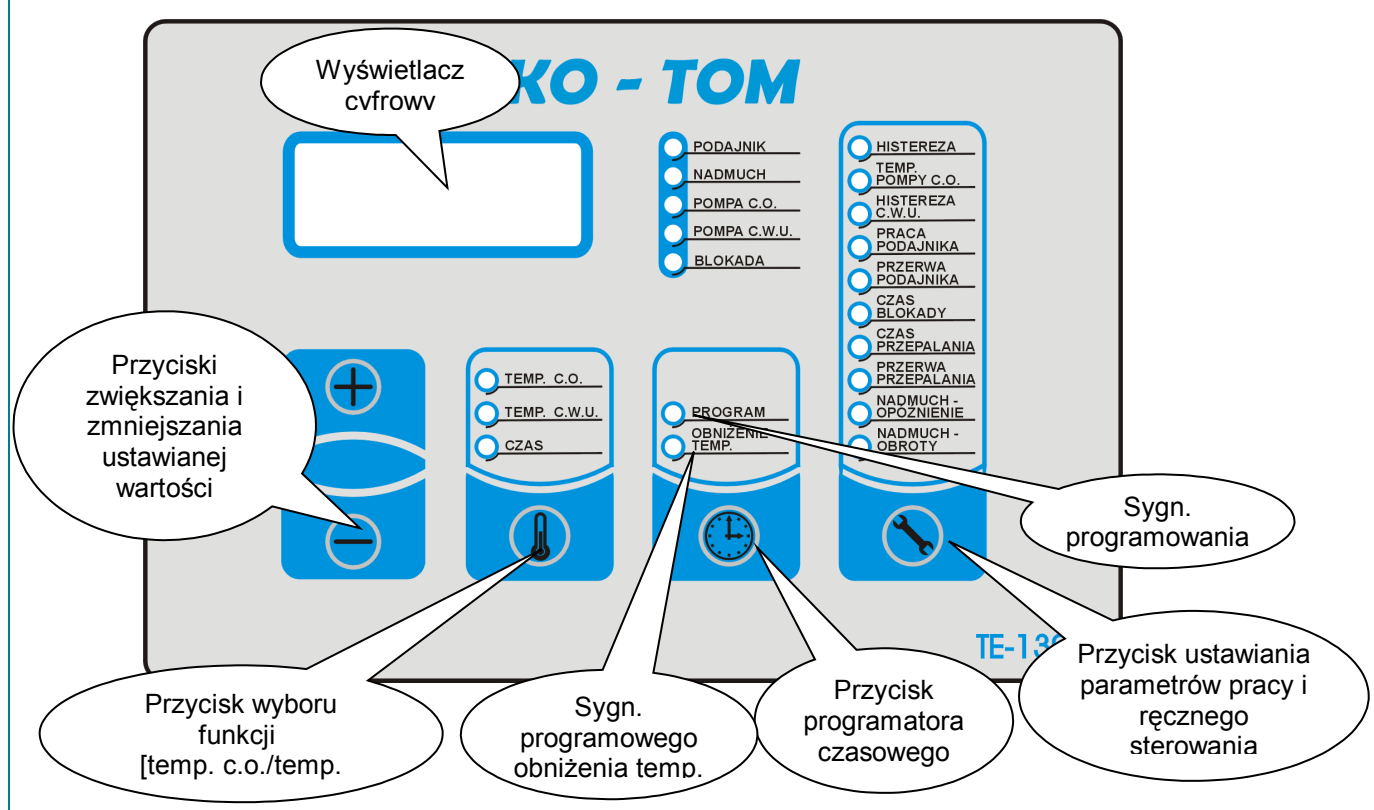 Wyświetlacz
cyfrowy
KO - TOM
PODAJNIK
NADMUCH
POMPA C.O.
POMPA C.W.U.
BLOKADA
HISTEREZA
TEMP.
POMPY C.O.
HISTEREZA
C.W.U.
PRACA
PODAJNIKA
PRZERWA
PODAJNIKA
CZAS
BLOKADY
CZAS
PRZEPALANIA
PRZERWA
PRZEPALANIA
NADMUCH -
OPÓŹNIENIE
NADMUCH -
OBROTY
Przyciski
zwiększania i
zmniejszania
ustawianej
wartości
TEMP. C.O.
TEMP. C.W.U.
CZAS
PROGRAM
OBNIŻENIE
TEMP.
Sygn.
programowania
TE-13
Przycisk wyboru
funkcji
[temp. c.o./temp.
Sygn.
programowego
obniżenia temp.
Przycisk
programatora
czasowego
Przycisk ustawiania
parametrów pracy i
ręcznego
sterowania